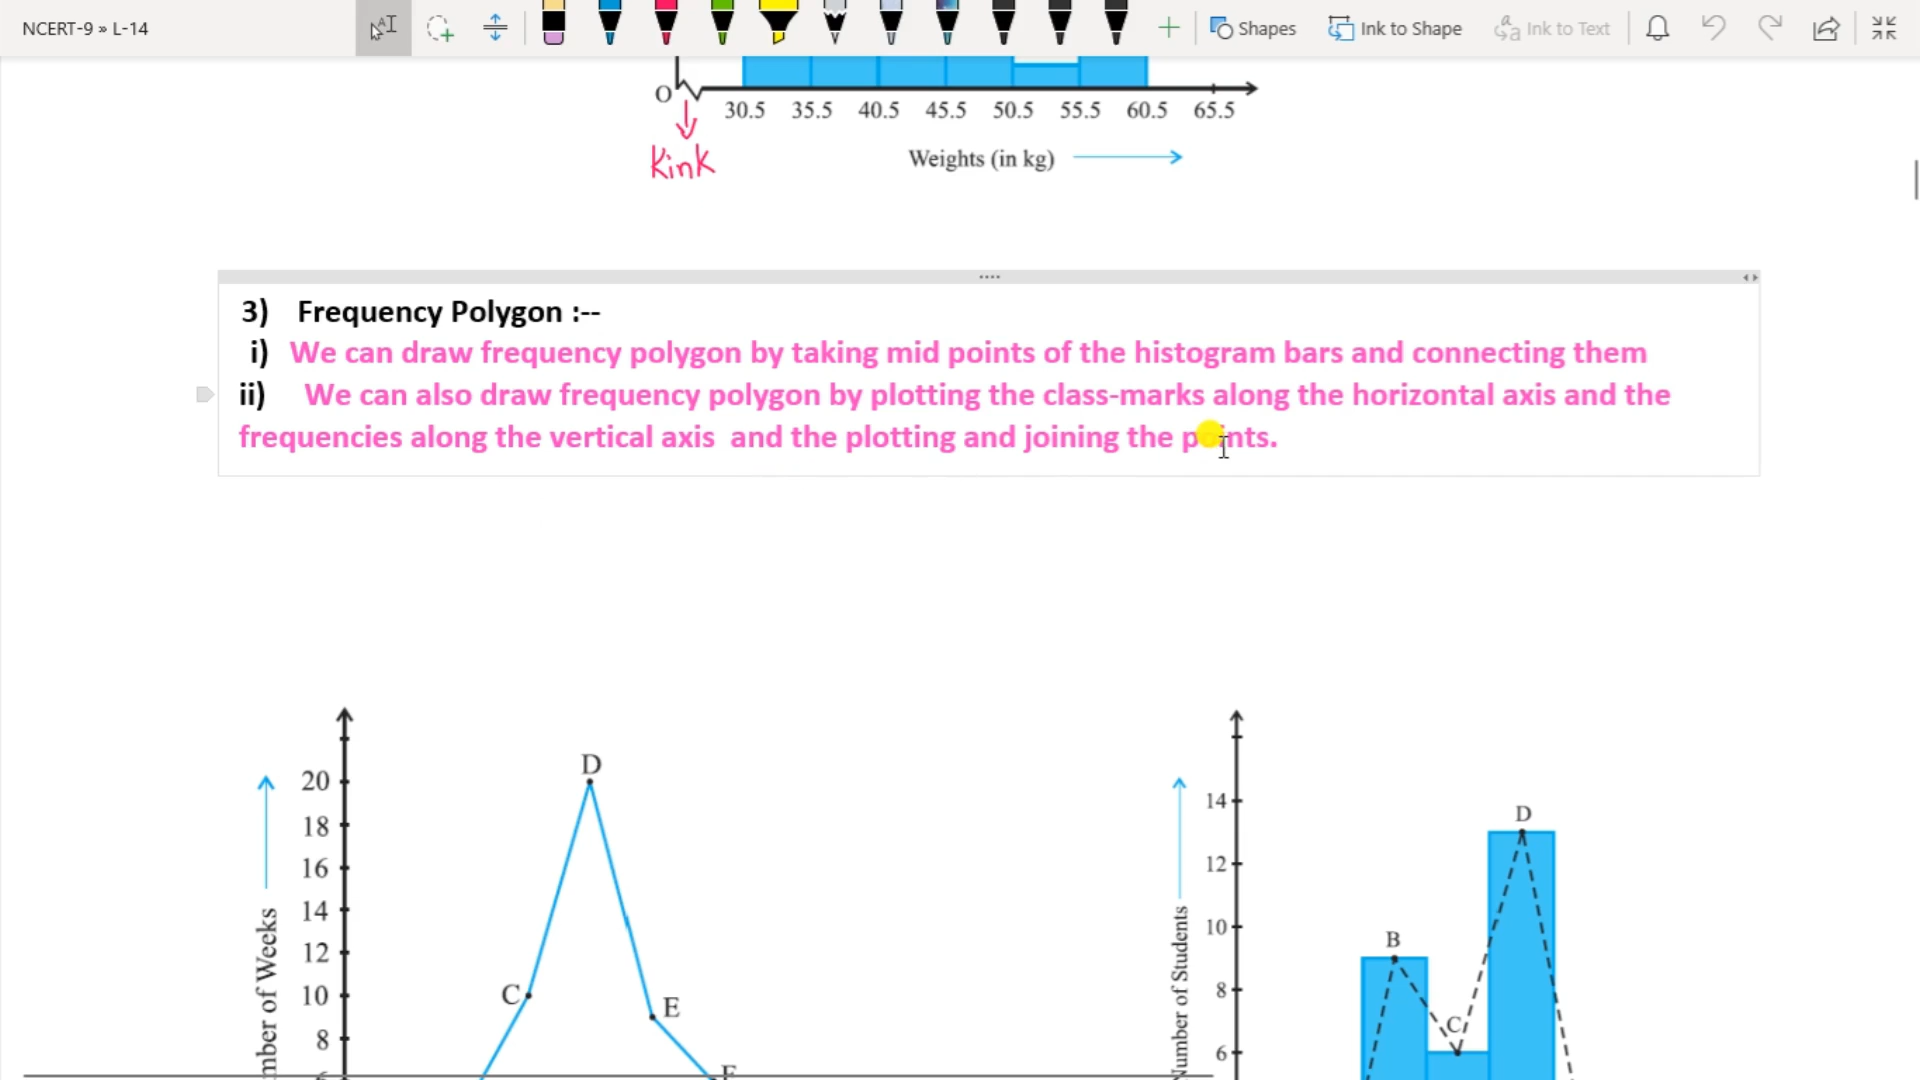 NCERT-9 » L-14
Shapes
Ink to Shape
Ink to Text
O
30.5 35.5 40.5 45.5 50.5 55.5 60.5 65.5
Kink
Weights (in kg)
3) Frequency Polygon :--
i) We can draw frequency polygon by taking mid points of the histogram bars and connecting them
ii) We can also draw frequency polygon by plotting the class-marks along the horizontal axis and the
frequencies along the vertical axis and the plotting and joining the points.
20
18
16
14
12
10
8
of Weeks
D
C
E
14
12
10
8
6
Number of Students
D
B
C